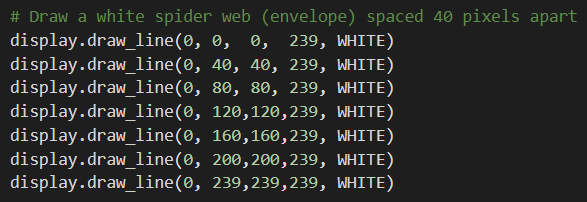 # Draw a white spider web (envelope) spaced 40 pixels apart
display.draw_line(0, 0,  0,  239, WHITE)
display.draw_line(0, 40, 40, 239, WHITE)
display.draw_line(0, 80, 80, 239, WHITE)
display.draw_line(0, 120,120,239, WHITE)
display.draw_line(0, 160,160,239, WHITE)
display.draw_line(0, 200,200,239, WHITE)
display.draw_line(0, 239,239,239, WHITE)